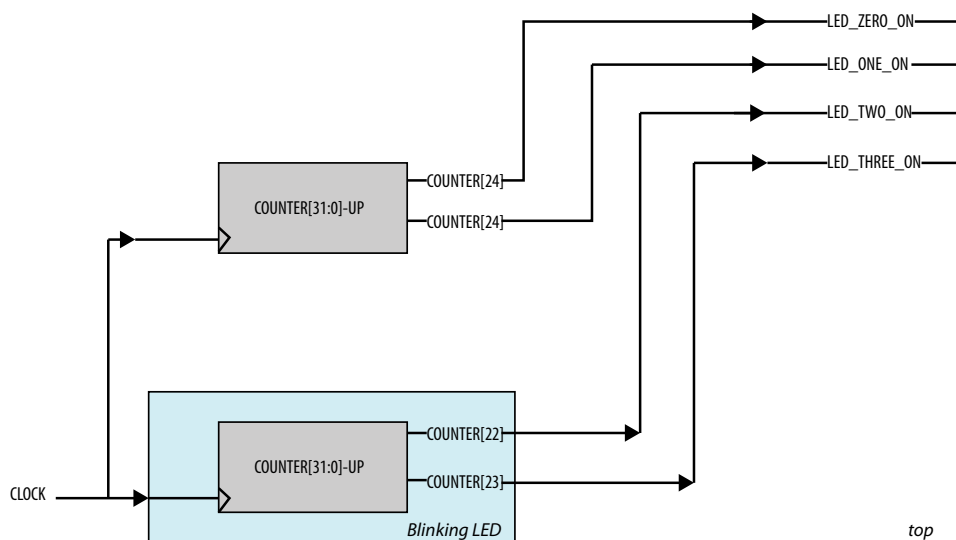 LED_ZERO_ON
LED_ONE_ON
LED_TWO_ON
LED_THREE_ON
COUNTER[31:0]-UP
COUNTER[24]
COUNTER[24]
COUNTER[31:0]-UP
COUNTER[22]
COUNTER[23]
CLOCK
Blinking LED
top